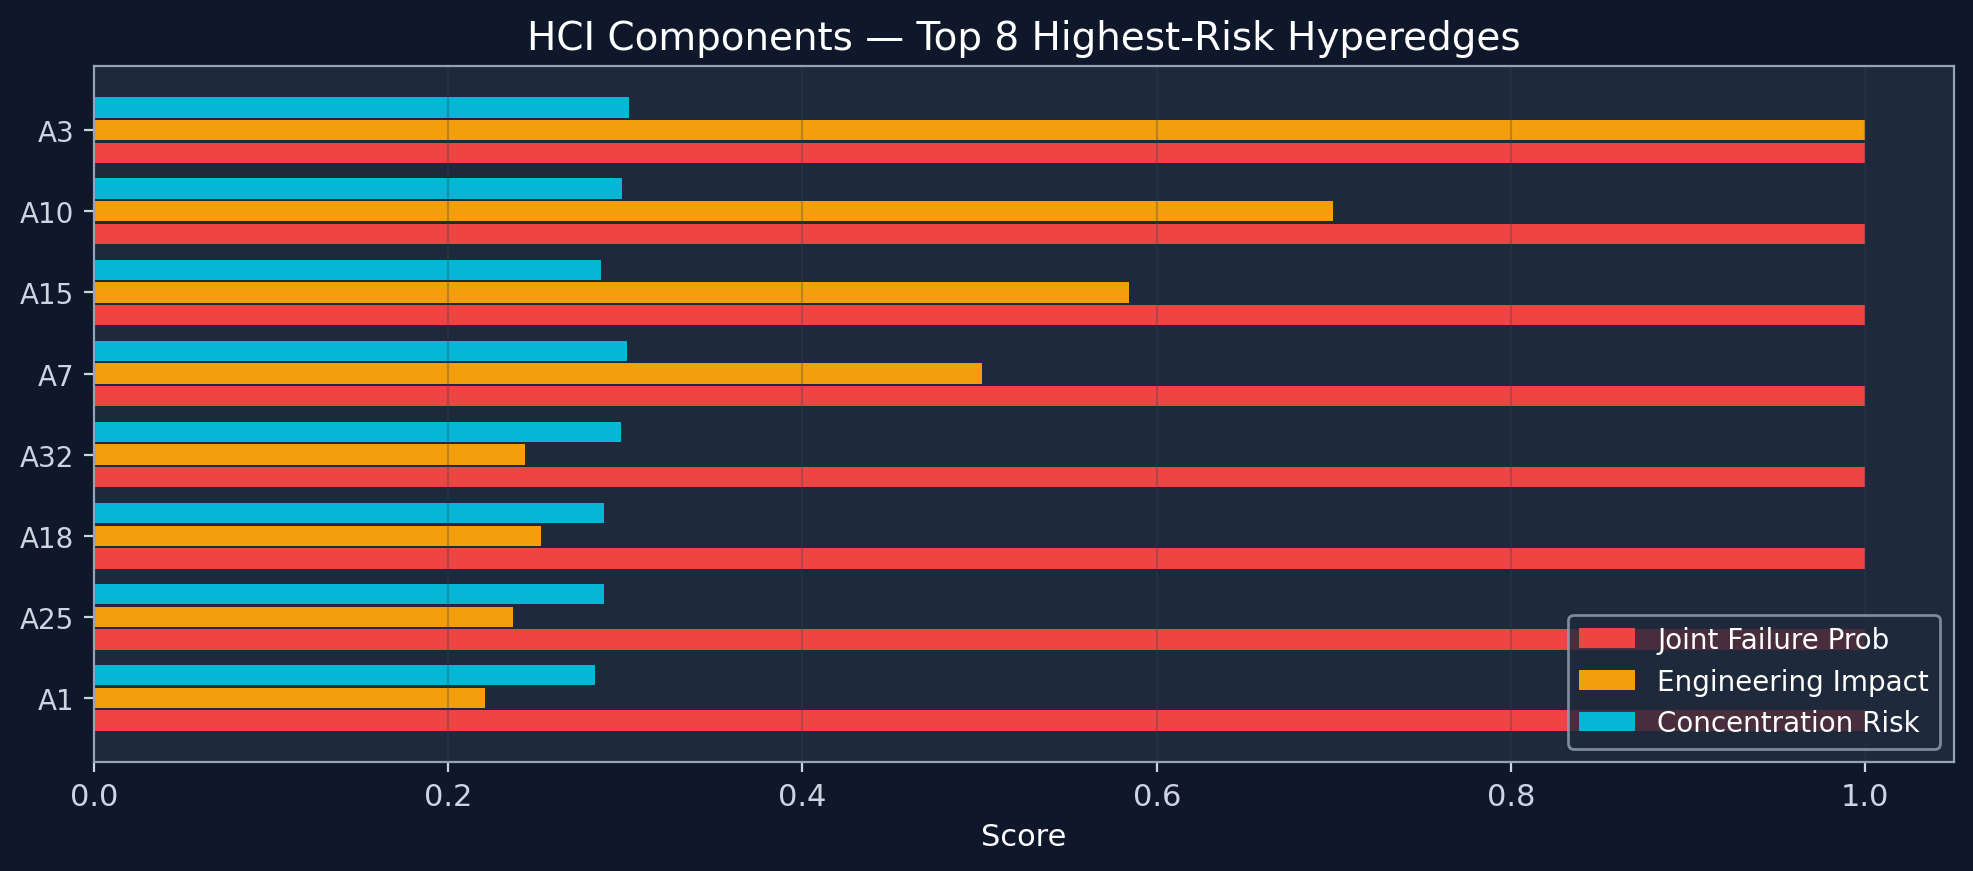 HCI Components — Top 8 Highest-Risk Hyperedges
A3
A10
A15
A7
A32
A18
A25
A1
Joint Failure Prob
Engineering Impact
Concentration Risk
0.0 0.2 0.4 0.6 0.8 1.0
Score